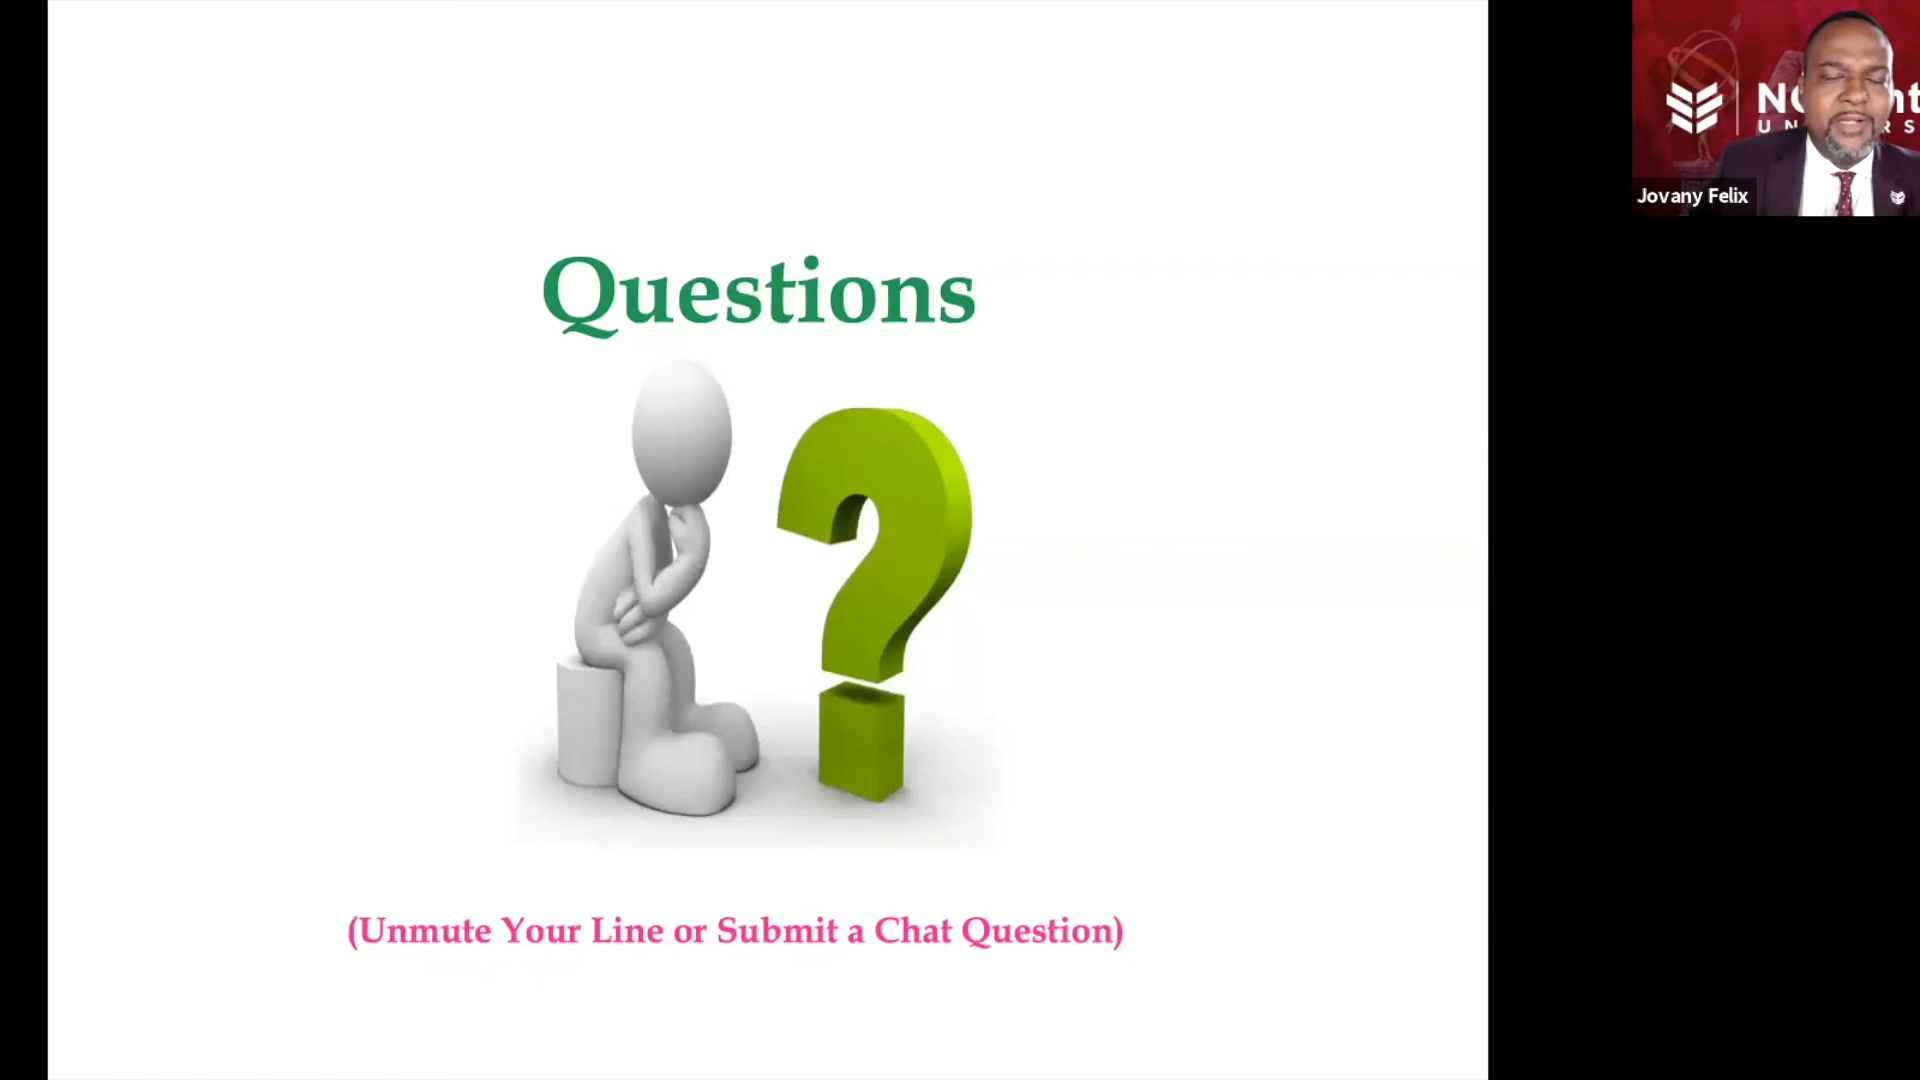 Questions
(Unmute Your Line or Submit a Chat Question)
Jovany Felix